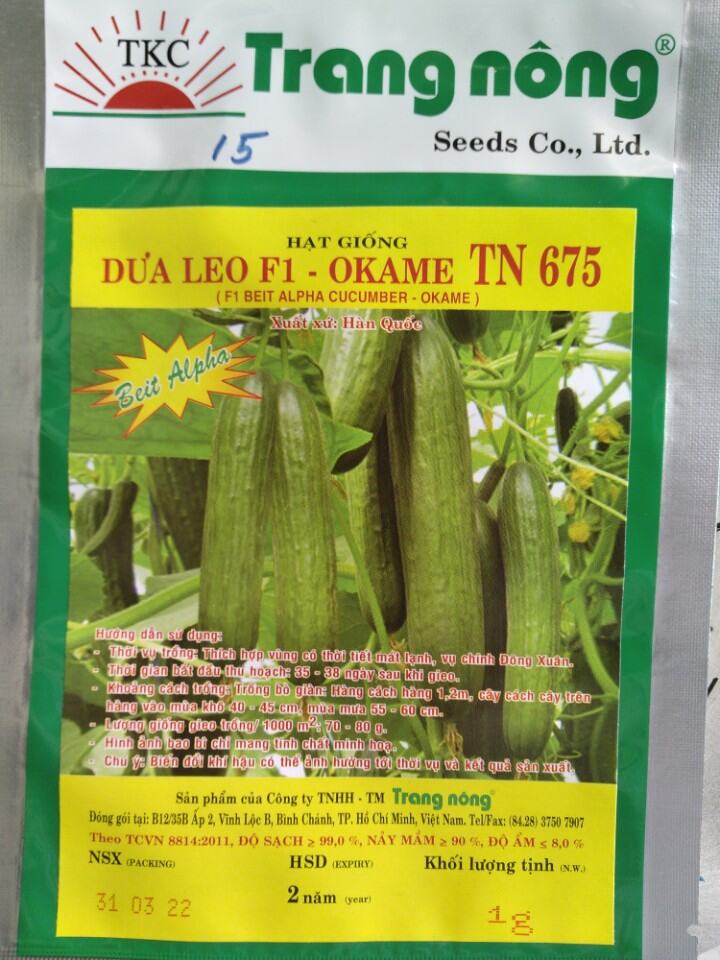 TKC
Trang nông®
15
Seeds Co., Ltd.
HẠT GIỐNG
DƯA LEO F1 - OKAME TN 675
( F1 BEIT ALPHA CUCUMBER - OKAME )
Xuất xứ: Hàn Quốc
Beit Alpha
Hướng dẫn sử dụng:
- Thời vụ trồng: Thích hợp vùng có thời tiết mát lạnh, vụ chính Đông Xuân.
- Thời gian bắt đầu thu hoạch: 35 - 38 ngày sau khi gieo.
- Khoảng cách trồng: Trồng bò giàn: Hàng cách hàng 1,2m, cây cách cây trên
hàng vào mùa khô 40 - 45 cm, mùa mưa 55 - 60 cm.
- Lượng giống gieo trồng/ 1000 m²: 70 - 80 g.
- Hình ảnh bao bì chỉ mang tính chất minh hoạ.
- Chú ý: Biến đổi khí hậu có thể ảnh hưởng tới thời vụ và kết quả sản xuất.
Sản phẩm của Công ty TNHH - TM Trang nông®
Đóng gói tại: B12/35B Ấp 2, Vĩnh Lộc B, Bình Chánh, TP. Hồ Chí Minh, Việt Nam. Tel/Fax: (84.28) 3750 7907
Theo TCVN 8814:2011, ĐỘ SẠCH ≥ 99,0 %, NẢY MẦM ≥ 90 %, ĐỘ ẨM ≤ 8,0 %
NSX (PACKING) HSD (EXPIRY) Khối lượng tịnh (N.W.)
31 03 22 2 năm (year) 1g